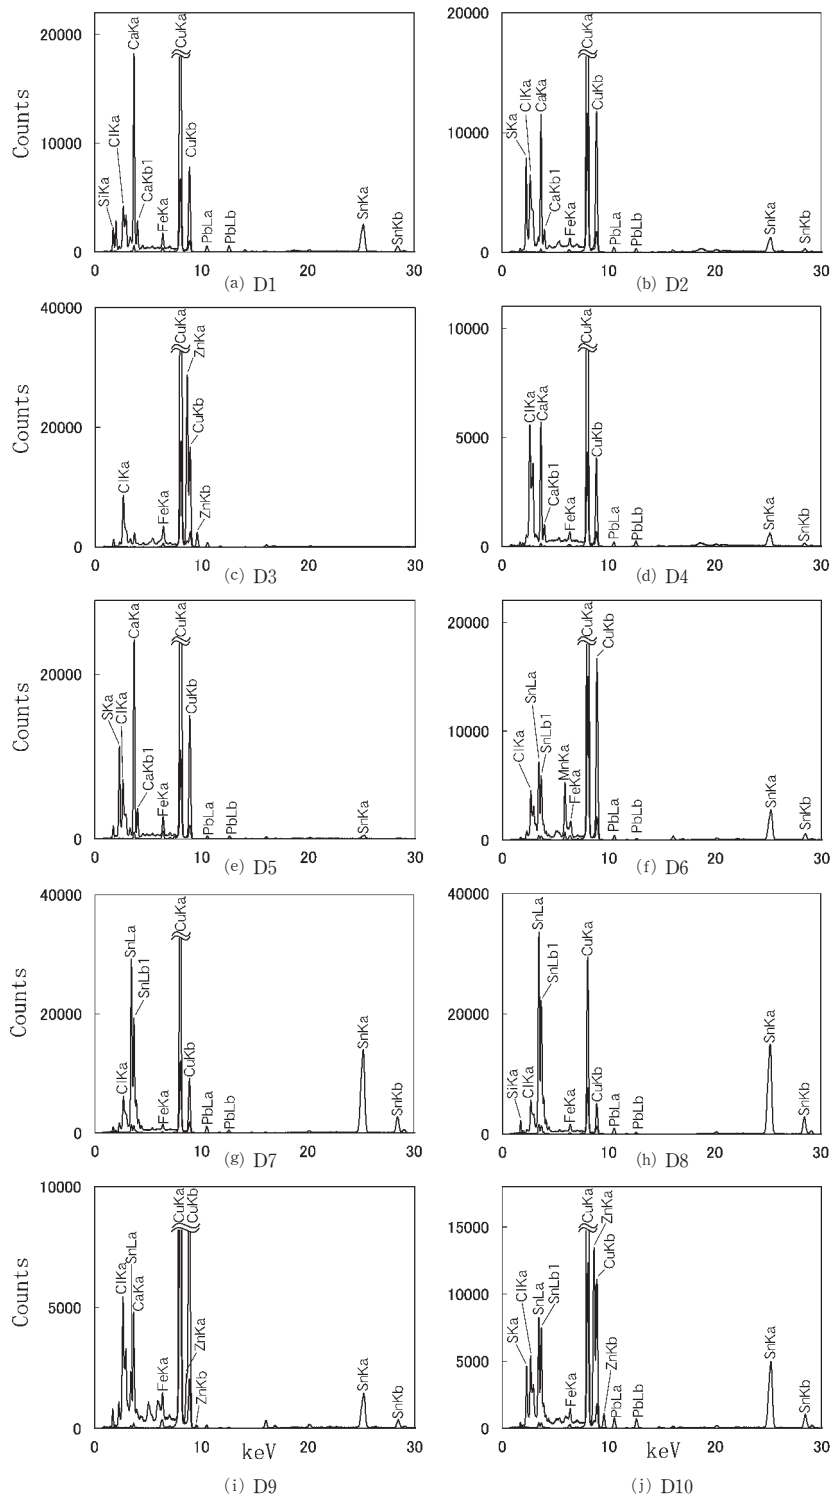 20000
10000
0
Counts
SiKa
ClKa
CaKa
CaKb1
FeKa
CuKa
CuKb
PbLa
PbLb
SnKa
SnKb
0 10 20 30
(a) D1
20000
10000
0
SKa
ClKa
CaKa
CaKb1
FeKa
CuKa
CuKb
PbLa
PbLb
SnKa
SnKb
0 10 20 30
(b) D2
40000
20000
0
Counts
ClKa
FeKa
CuKa
ZnKa
CuKb
ZnKb
0 10 20 30
(c) D3
10000
5000
0
ClKa
CaKa
CaKb1
FeKa
CuKa
CuKb
PbLa
PbLb
SnKa
SnKb
0 10 20 30
(d) D4
20000
0
Counts
SKa
ClKa
CaKa
CaKb1
FeKa
CuKa
CuKb
PbLa
PbLb
SnKa
0 10 20 30
(e) D5
20000
10000
0
ClKa
SnLa
SnLb1
MnKa
FeKa
CuKa
CuKb
PbLa
PbLb
SnKa
SnKb
0 10 20 30
(f) D6
40000
20000
0
Counts
ClKa
SnLa
SnLb1
FeKa
CuKa
CuKb
PbLa
PbLb
SnKa
SnKb
0 10 20 30
(g) D7
40000
20000
0
SiKa
ClKa
SnLa
SnLb1
FeKa
CuKa
CuKb
PbLa
PbLb
SnKa
SnKb
0 10 20 30
(h) D8
10000
5000
0
Counts
ClKa
SnLa
CaKa
FeKa
CuKa
CuKb
ZnKa
ZnKb
SnKa
SnKb
0 10 20 30
keV
(i) D9
15000
10000
5000
0
SKa
ClKa
SnLa
SnLb1
FeKa
CuKa
ZnKa
CuKb
ZnKb
PbLa
PbLb
SnKa
SnKb
0 10 20 30
keV
(j) D10